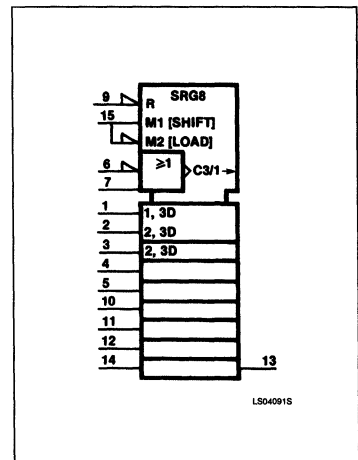 SRG8
9 R
15 M1 [SHIFT]
M2 [LOAD]
6 ≥1 C3/1→
7
1 1, 3D
2 2, 3D
3 2, 3D
4
5
10
11
12
14 13
LS04091S